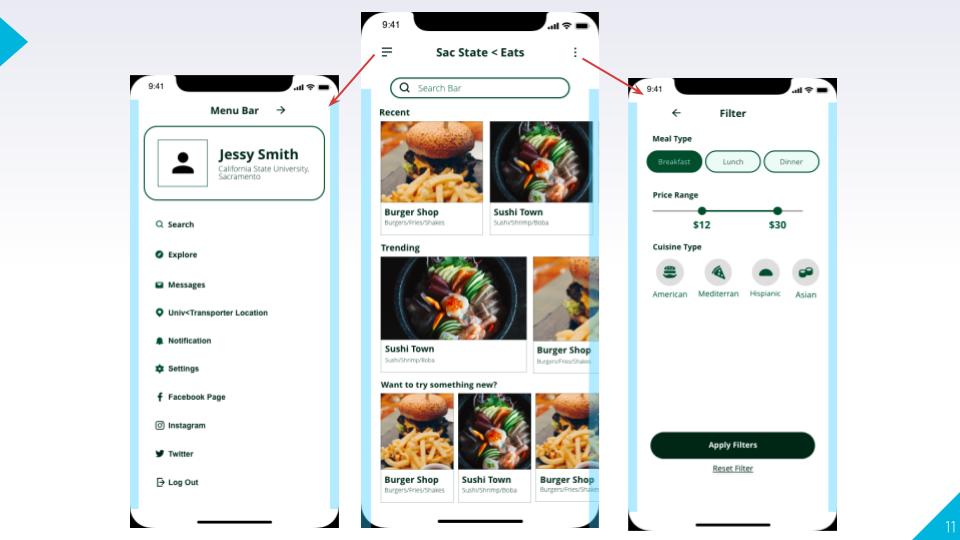 9:41
Menu Bar
Jessy Smith
California State University,
Sacramento
Search
Explore
Messages
Univ<Transporter Location
Notification
Settings
Facebook Page
Instagram
Twitter
Log Out
9:41
Sac State < Eats
Search Bar
Recent
Burger Shop
Burgers/Fries/Shakes
Sushi Town
Sushi/Shrimp/Boba
Trending
Sushi Town
Sushi/Shrimp/Boba
Burger Shop
Burgers/Fries/Shakes
Want to try something new?
Burger Shop
Burgers/Fries/Shakes
Sushi Town
Sushi/Shrimp/Boba
Burger Shop
Burgers/Fries/Shakes
9:41
Filter
Meal Type
Breakfast
Lunch
Dinner
Price Range
$12
$30
Cuisine Type
American
Mediterran
Hispianic
Asian
Apply Filters
Reset Filter
11